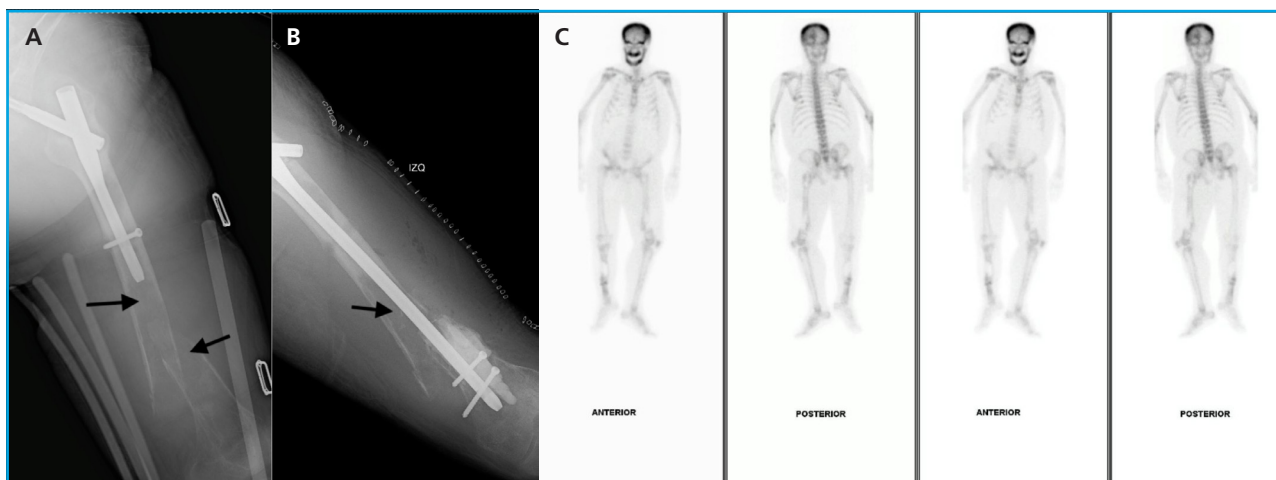 A
B
C
IZQ
ANTERIOR
POSTERIOR
ANTERIOR
POSTERIOR